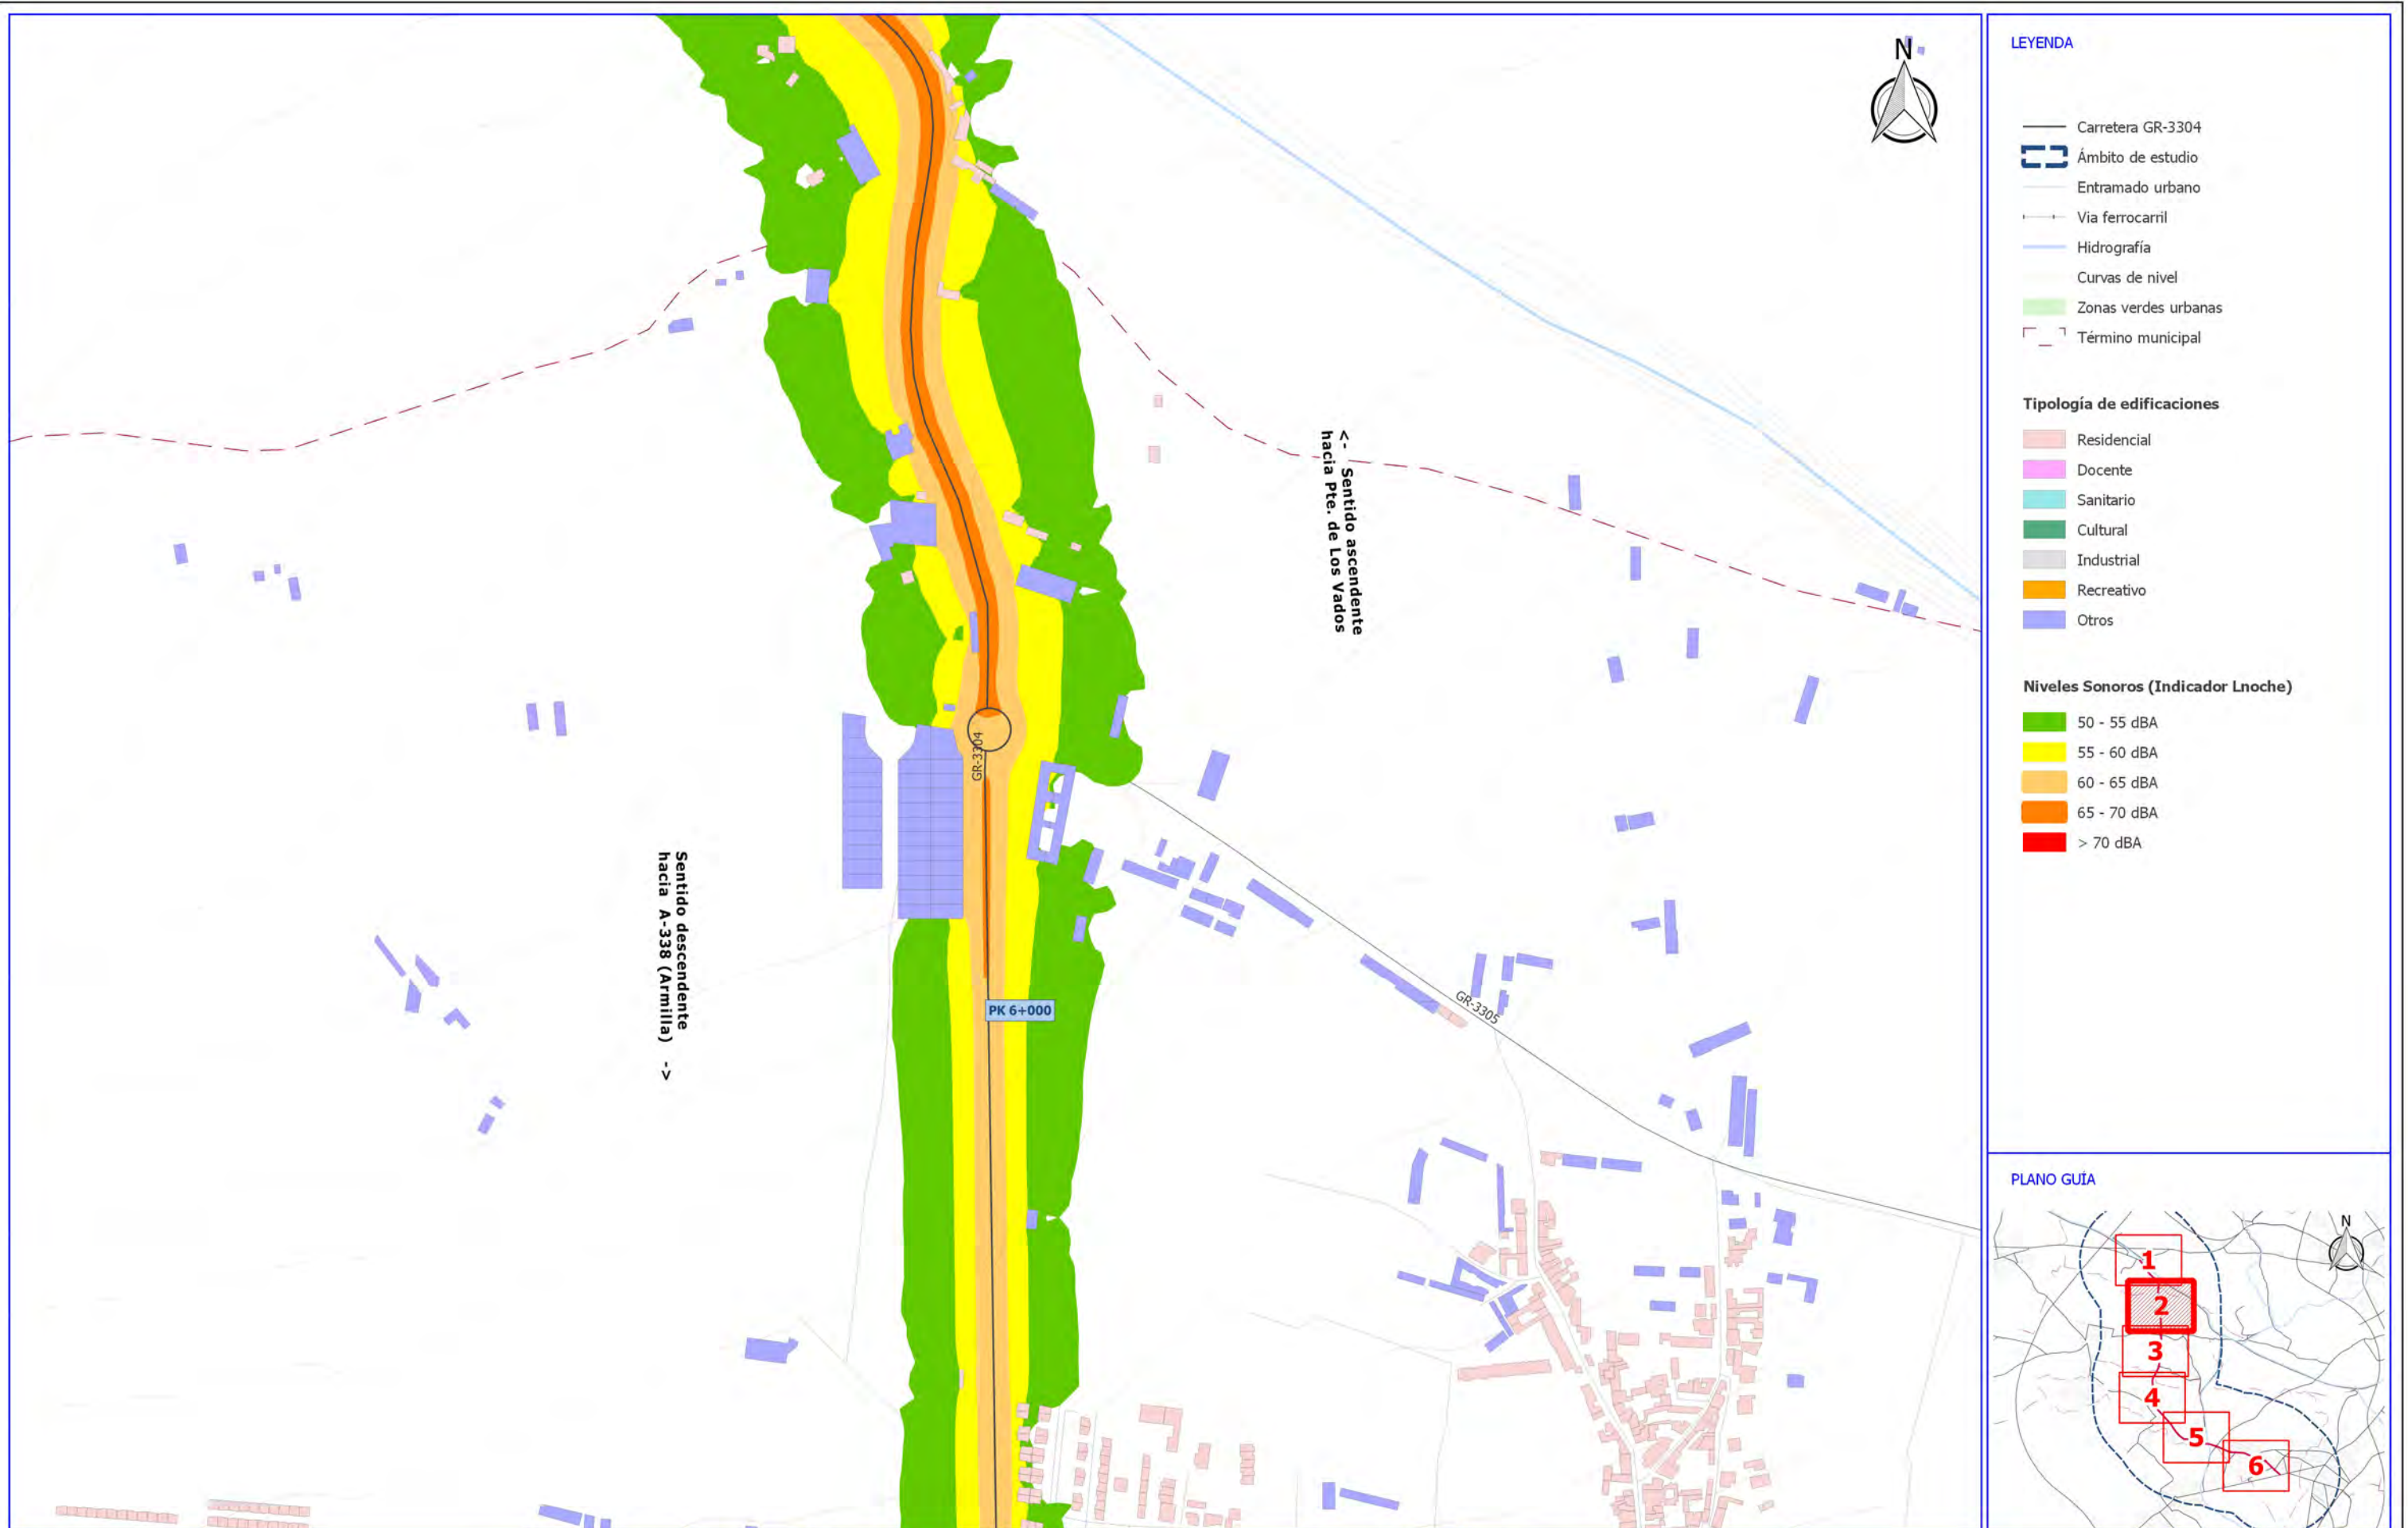 N
<- Sentido ascendente
hacia Pte. de Los Vados
GR-3304
Sentido descendente
hacia A-338 (Armilla) ->
PK 6+000
GR-3305
LEYENDA
Carretera GR-3304
Ámbito de estudio
Entramado urbano
Via ferrocarril
Hidrografía
Curvas de nivel
Zonas verdes urbanas
Término municipal
Tipología de edificaciones
Residencial
Docente
Sanitario
Cultural
Industrial
Recreativo
Otros
Niveles Sonoros (Indicador Lnoche)
50 - 55 dBA
55 - 60 dBA
60 - 65 dBA
65 - 70 dBA
> 70 dBA
PLANO GUÍA
N
1
2
3
4
5
6